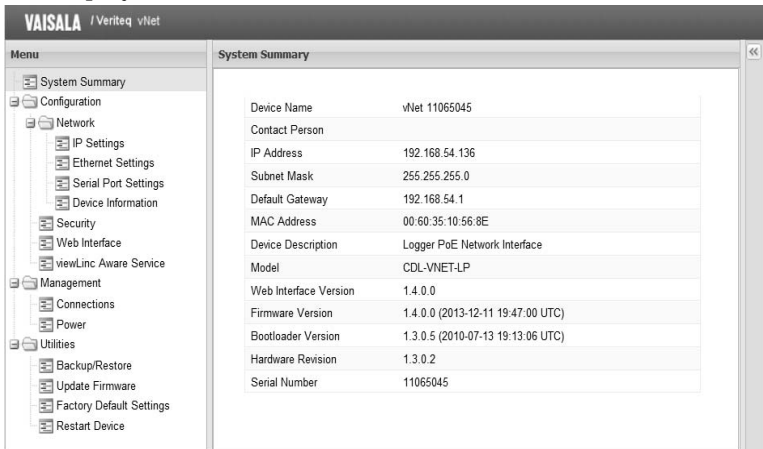 VAISALA / Veriteq vNet
Menu
System Summary
Configuration
Network
IP Settings
Ethernet Settings
Serial Port Settings
Device Information
Security
Web Interface
viewLinc Aware Service
Management
Connections
Power
Utilities
Backup/Restore
Update Firmware
Factory Default Settings
Restart Device
System Summary
Device Name vNet 11065045
Contact Person
IP Address 192.168.54.136
Subnet Mask 255.255.255.0
Default Gateway 192.168.54.1
MAC Address 00:60:35:10:56:8E
Device Description Logger PoE Network Interface
Model CDL-VNET-LP
Web Interface Version 1.4.0.0
Firmware Version 1.4.0.0 (2013-12-11 19:47:00 UTC)
Bootloader Version 1.3.0.5 (2010-07-13 19:13:06 UTC)
Hardware Revision 1.3.0.2
Serial Number 11065045